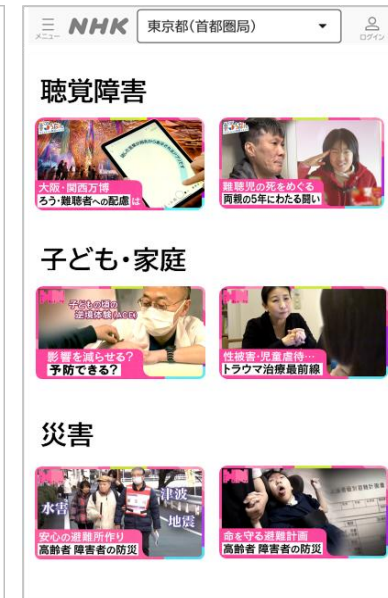 メニュー
NHK
東京都(首都圏局)
ログイン
聴覚障害
大阪・関西万博
ろう・難聴者への配慮は
難聴児の死をめぐる
両親の5年にわたる闘い
子ども・家庭
子どもの頃の
逆境体験(ACE)
影響を減らせる?
予防できる?
性被害・児童虐待…
トラウマ治療最前線
災害
水害
津波
地震
安心の避難所作り
高齢者 障害者の防災
命を守る避難計画
高齢者 障害者の防災